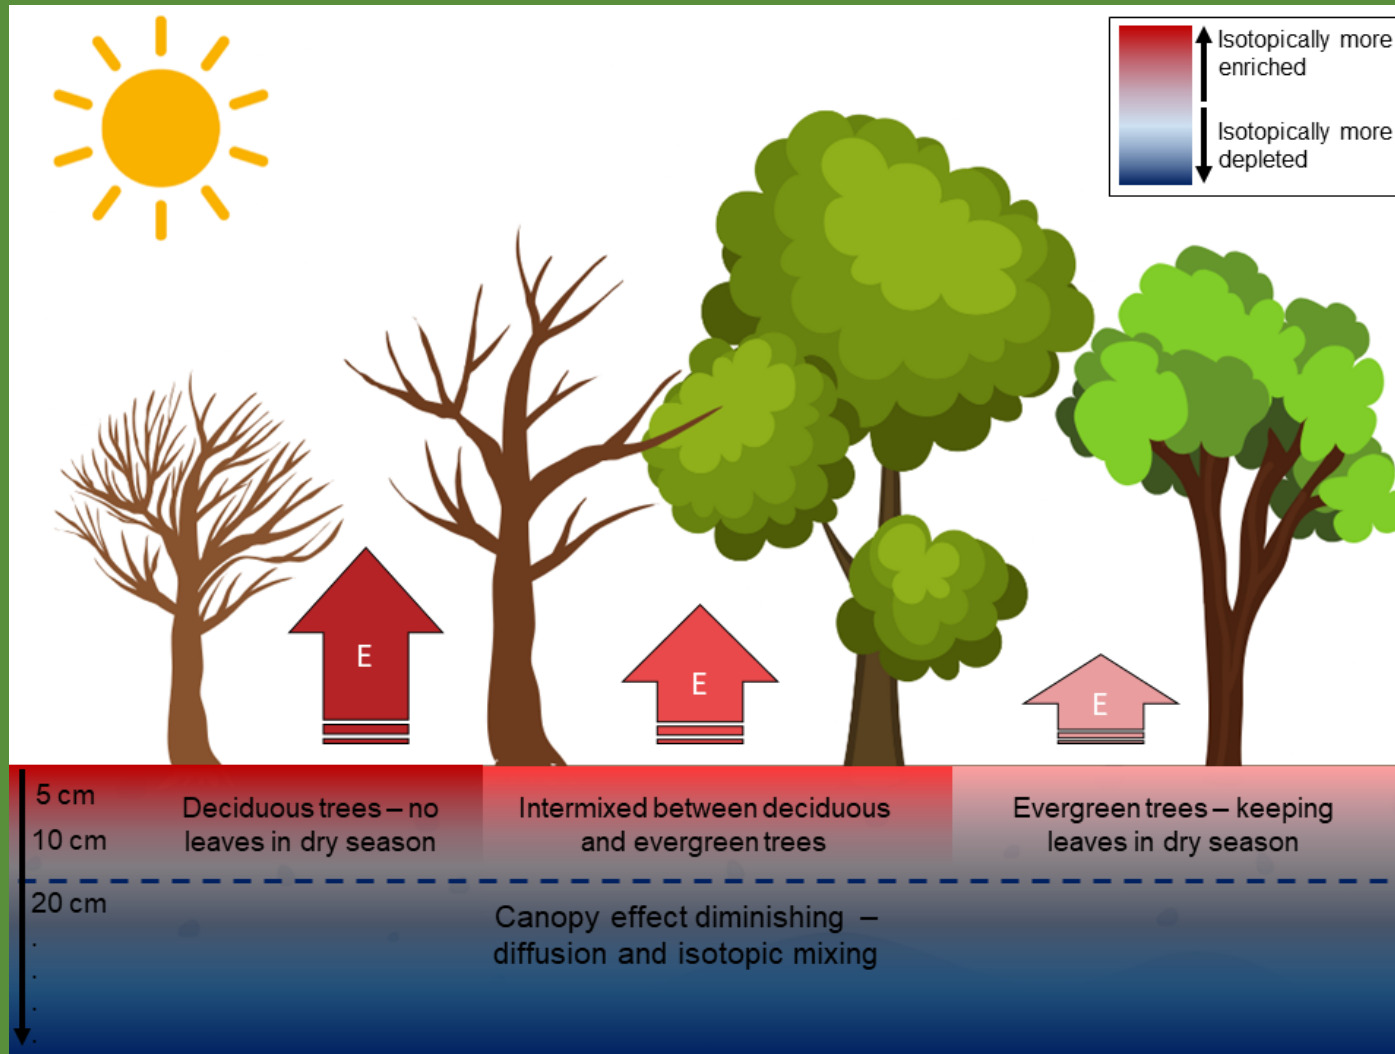 Isotopically more
enriched
Isotopically more
depleted
E
E
E
5 cm
10 cm
20 cm
.
.
.
.
Deciduous trees – no
leaves in dry season
Intermixed between deciduous
and evergreen trees
Evergreen trees – keeping
leaves in dry season
Canopy effect diminishing –
diffusion and isotopic mixing